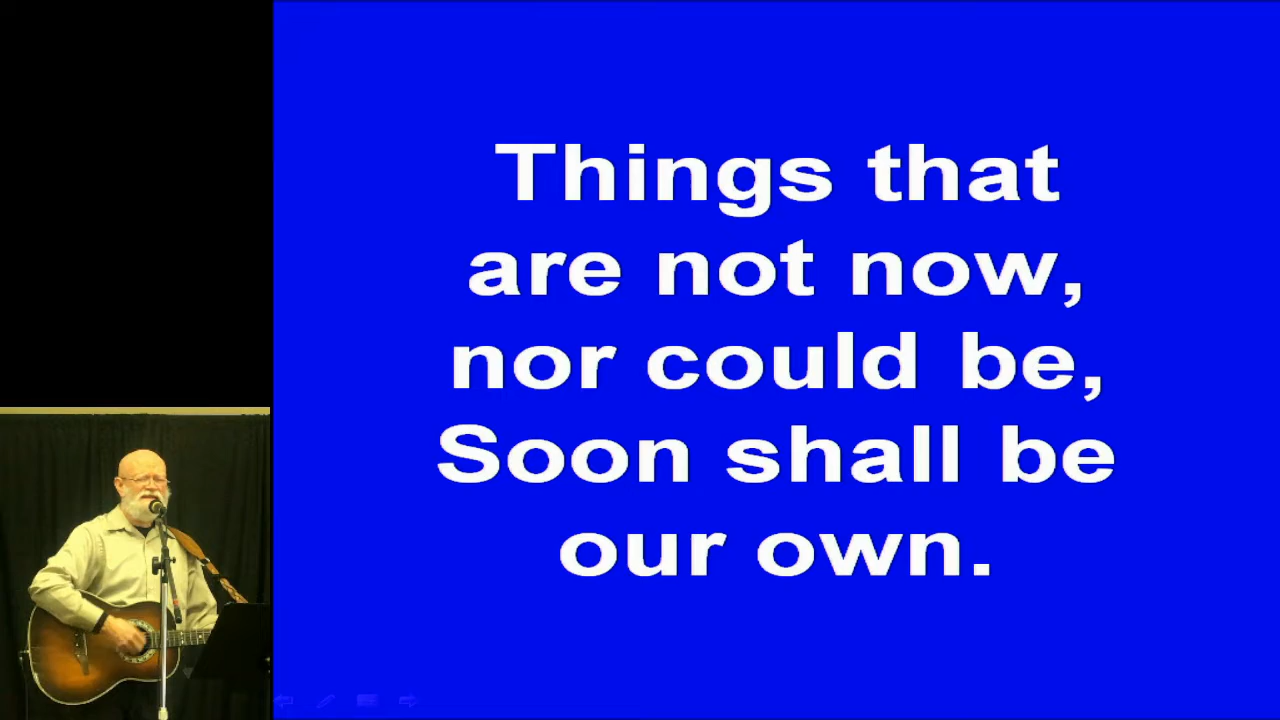 Things that
are not now,
nor could be,
Soon shall be
our own.